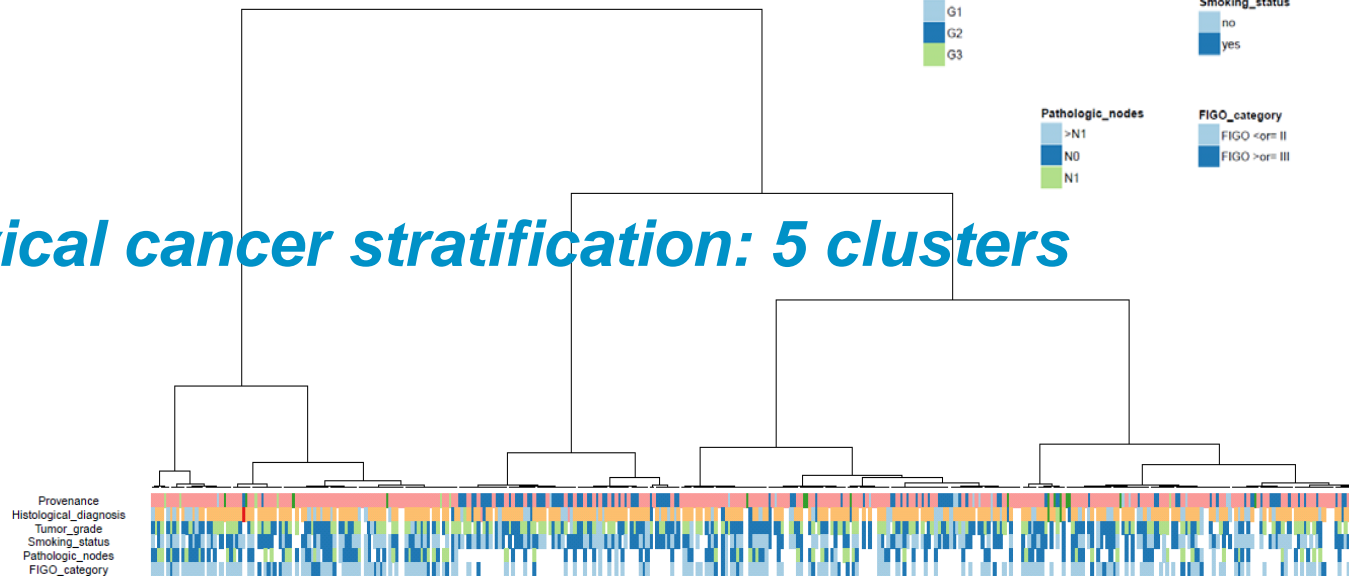 Smoking_status
G1
no
G2
yes
G3
Pathologic_nodes
FIGO_category
>N1
FIGO <or= II
N0
FIGO >or= III
N1
cancer stratification: 5 clusters
Provenance
Histological_diagnosis
Tumor_grade
Smoking_status
Pathologic_nodes
FIGO_category